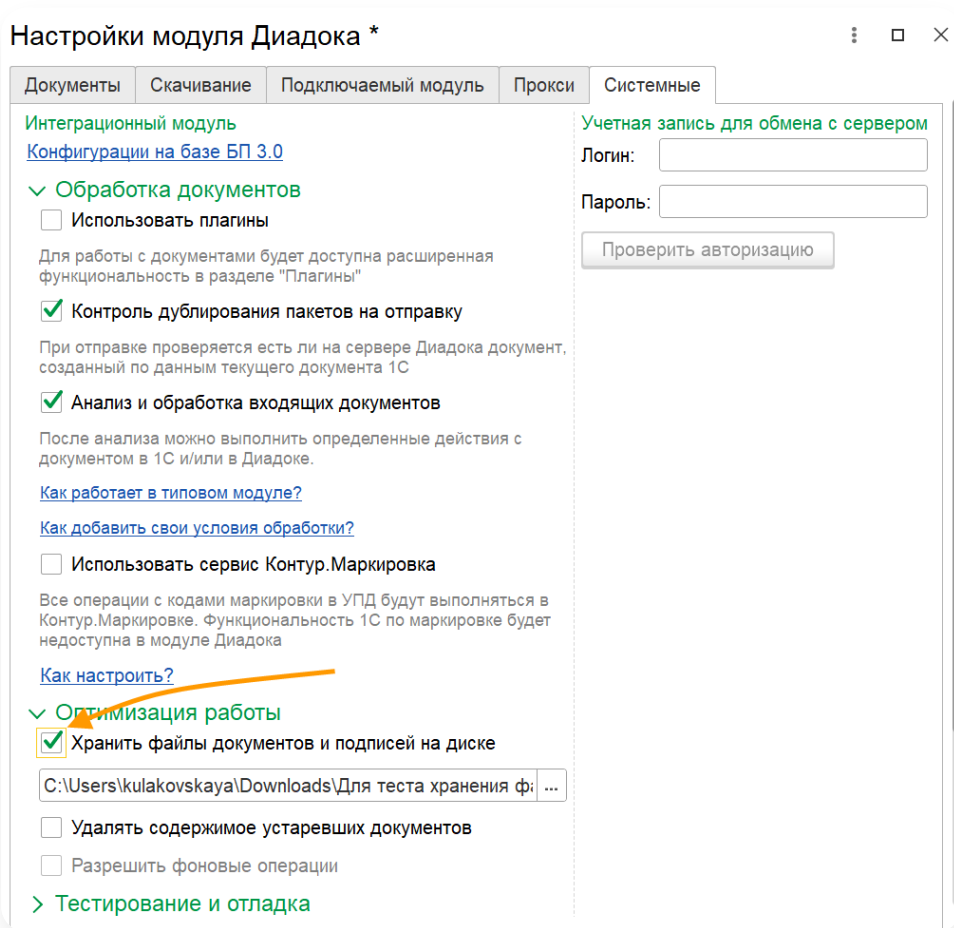 Настройки модуля Диадока *
Документы
Скачивание
Подключаемый модуль
Прокси
Системные
Интеграционный модуль
Конфигурации на базе БП 3.0
Обработка документов
Использовать плагины
Для работы с документами будет доступна расширенная
функциональность в разделе "Плагины"
Контроль дублирования пакетов на отправку
При отправке проверяется есть ли на сервере Диадока документ,
созданный по данным текущего документа 1С
Анализ и обработка входящих документов
После анализа можно выполнить определенные действия с
документом в 1С и/или в Диадоке.
Как работает в типовом модуле?
Как добавить свои условия обработки?
Использовать сервис Контур.Маркировка
Все операции с кодами маркировки в УПД будут выполняться в
Контур.Маркировке. Функциональность 1С по маркировке будет
недоступна в модуле Диадока
Как настроить?
Оптимизация работы
Хранить файлы документов и подписей на диске
C:\Users\kulakovskaya\Downloads\Для теста хранения
...
Удалять содержимое устаревших документов
Разрешить фоновые операции
Тестирование и отладка
Учетная запись для обмена с сервером
Логин:
Пароль:
Проверить авторизацию